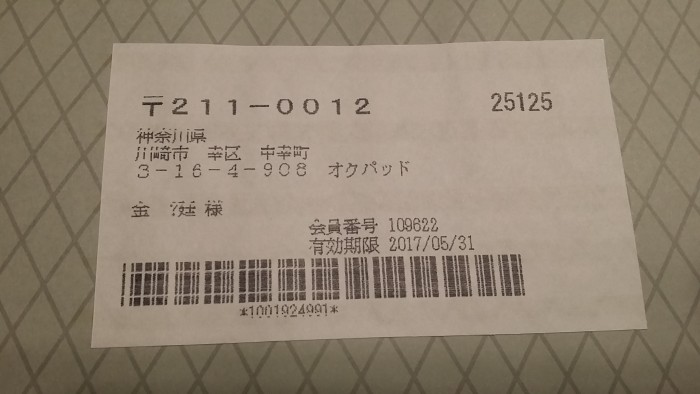 〒211-0012 25125
神奈川県
川崎市 幸区 中幸町
3-16-4-908 オクパッド
金 様
会員番号 109622
有効期限 2017/05/31
*1001924991*